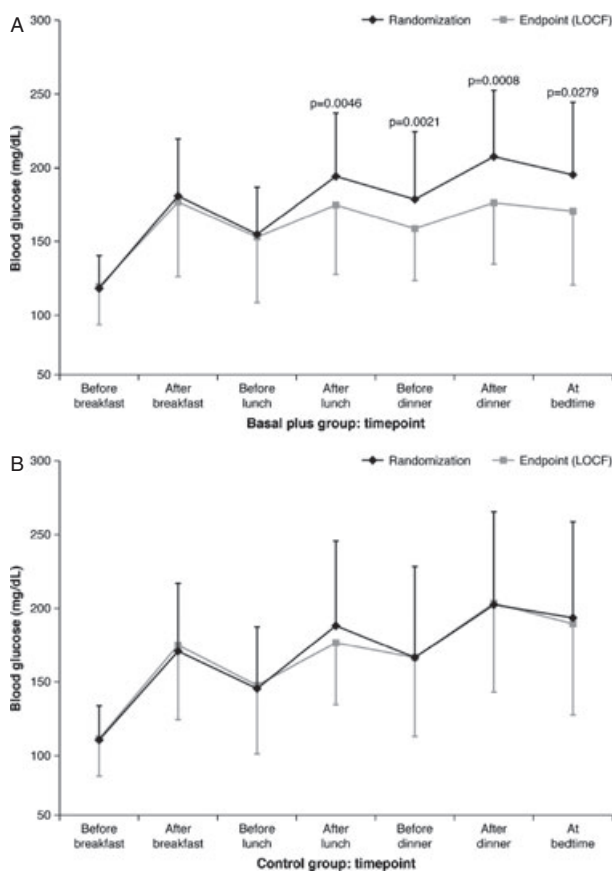 A
Randomization
Endpoint (LOCF)
300
250
200
150
100
50
Blood glucose (mg/dL)
p=0.0046
p=0.0021
p=0.0008
p=0.0279
Before breakfast
After breakfast
Before lunch
After lunch
Before dinner
After dinner
At bedtime
Basal plus group: timepoint
B
Randomization
Endpoint (LOCF)
300
250
200
150
100
50
Blood glucose (mg/dL)
Before breakfast
After breakfast
Before lunch
After lunch
Before dinner
After dinner
At bedtime
Control group: timepoint